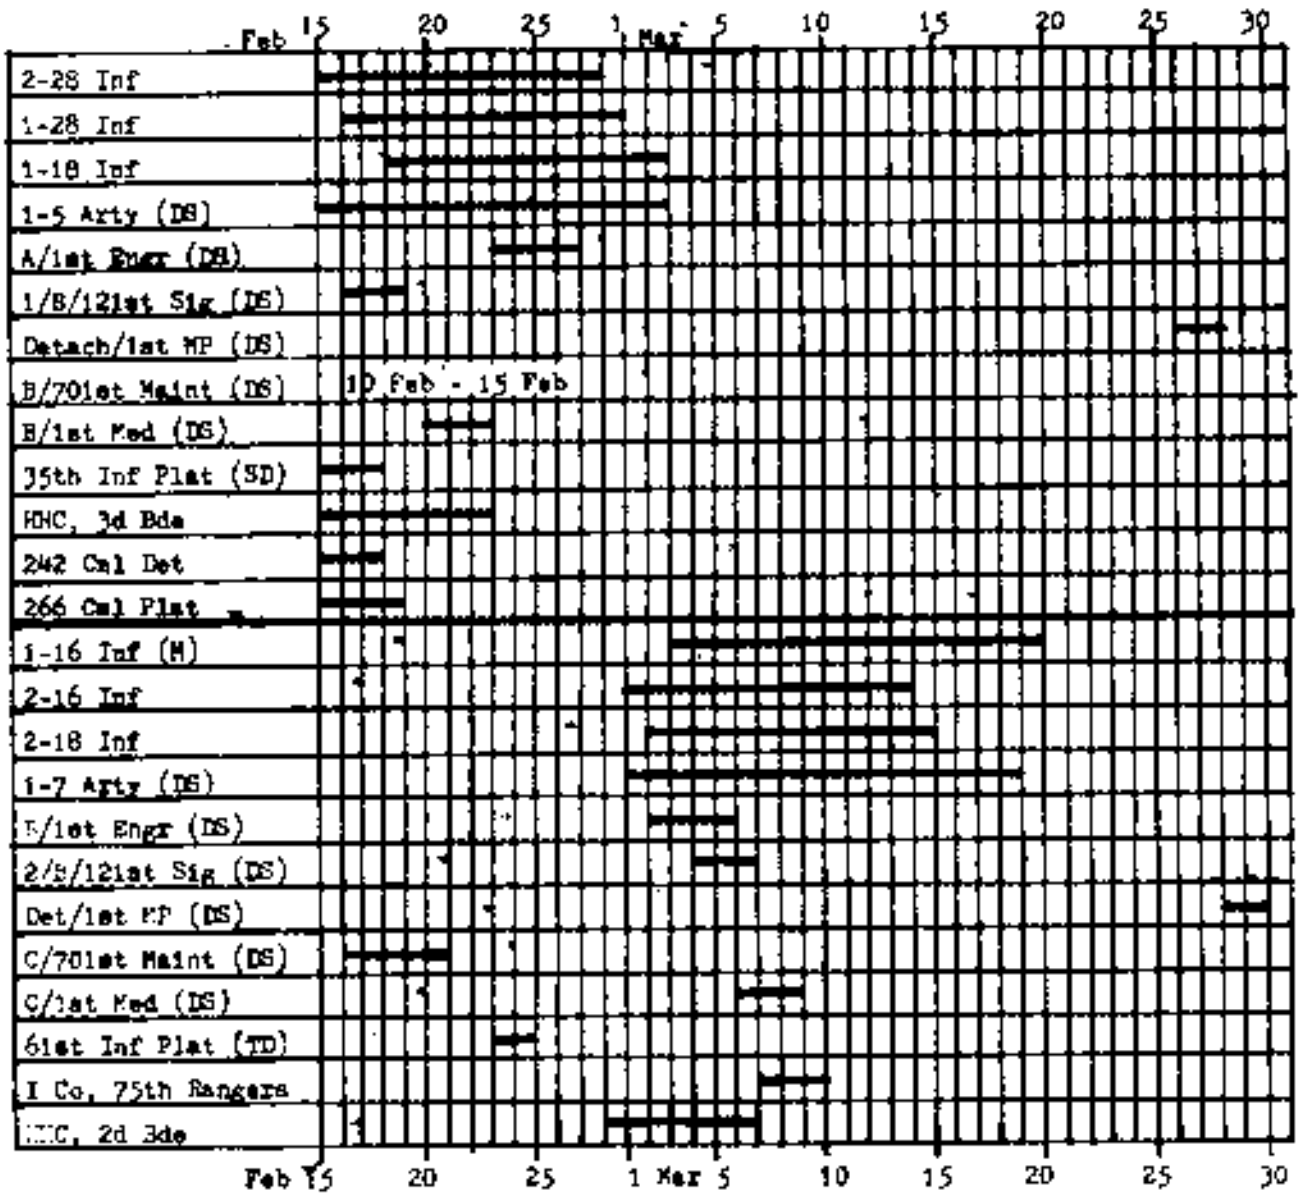 15 20 25 1 5 10 15 20 25 30
Feb Mar
2-28 Inf
1-28 Inf
1-18 Inf
1-5 Arty (DS)
A/1st Engr (DS)
1/B/121st Sig (DS)
Detach/1st MP (DS)
B/701st Maint (DS) 10 Feb - 15 Feb
B/1st Med (DS)
35th Inf Plat (SD)
HHC, 3d Bde
242 Cml Det
266 Cml Plat
1-16 Inf (M)
2-16 Inf
2-18 Inf
1-7 Arty (DS)
B/1st Engr (DS)
2/B/121st Sig (DS)
Det/1st MP (DS)
C/701st Maint (DS)
C/1st Med (DS)
61st Inf Plat (TD)
I Co, 75th Rangers
HHC, 2d Bde
Feb 15 20 25 1 Mar 5 10 15 20 25 30